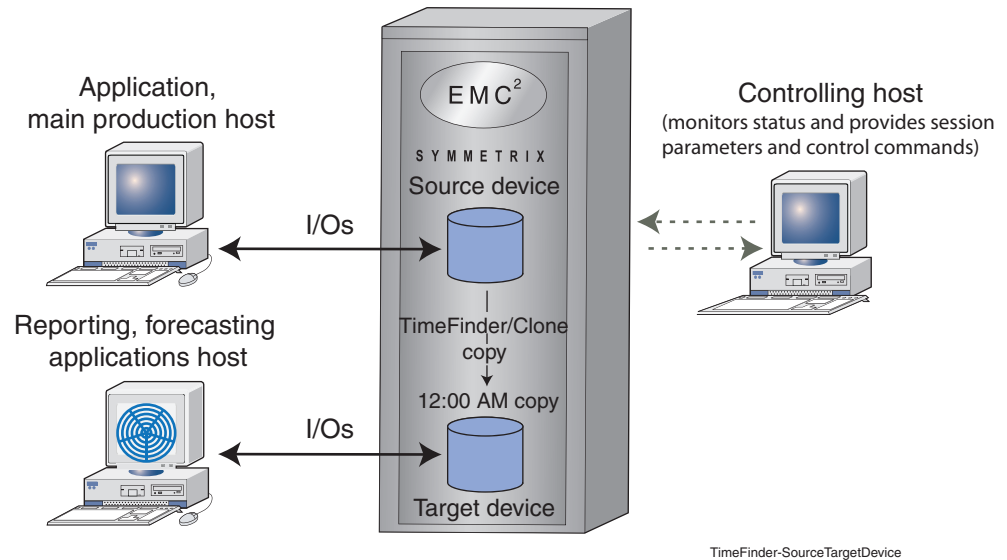 Application,
main production host
I/Os
Reporting, forecasting
applications host
I/Os
EMC²
SYMMETRIX
Source device
TimeFinder/Clone
copy
12:00 AM copy
Target device
Controlling host
(monitors status and provides session
parameters and control commands)
TimeFinder-SourceTargetDevice